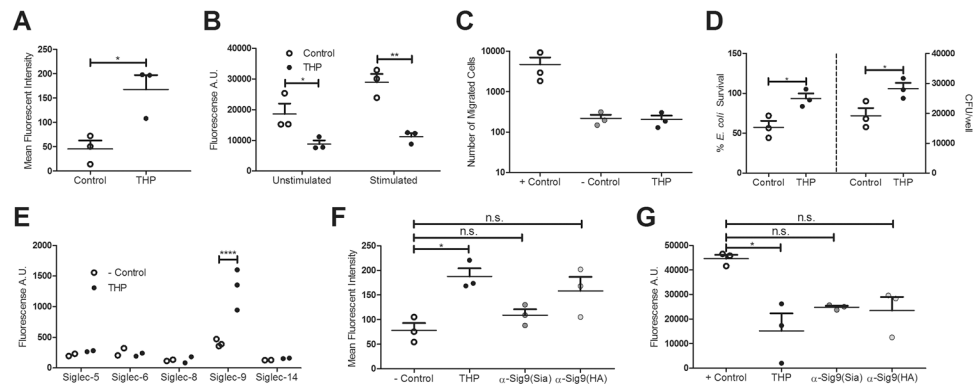 A
B
C
D
Mean Fluorescent Intensity
250
200
150
100
50
0
*
Control
THP
Fluorescense A.U.
40000
30000
20000
10000
0
Control
THP
*
**
Unstimulated
Stimulated
Number of Migrated Cells
10000
1000
100
+ Control
- Control
THP
% E. coli Survival
150
100
50
0
*
*
Control
THP
Control
THP
40000
30000
20000
10000
0
CFU/well
E
F
G
Fluorescense A.U.
2000
1500
1000
500
0
- Control
THP
****
Siglec-5
Siglec-6
Siglec-8
Siglec-9
Siglec-14
Mean Fluorescent Intensity
250
200
150
100
50
0
n.s.
n.s.
*
- Control
THP
α-Sig9(Sia)
α-Sig9(HA)
Fluorescense A.U.
50000
40000
30000
20000
10000
0
n.s.
n.s.
*
+ Control
THP
α-Sig9(Sia)
α-Sig9(HA)